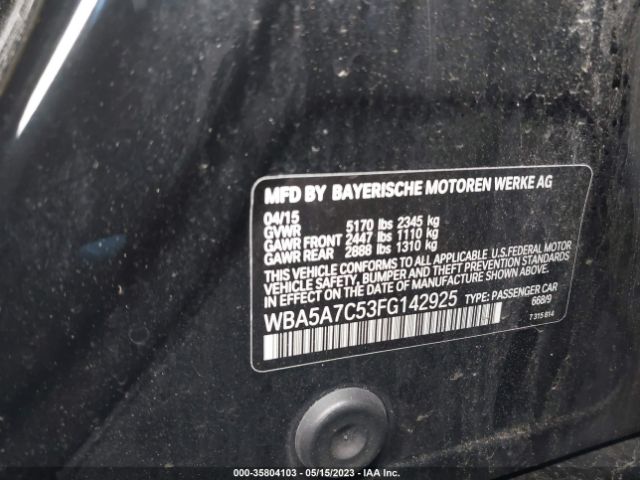 MFD BY BAYERISCHE MOTOREN WERKE AG
04/15
GVWR 5170 lbs 2345 kg
GAWR FRONT 2447 lbs 1110 kg
GAWR REAR 2888 lbs 1310 kg
THIS VEHICLE CONFORMS TO ALL APPLICABLE U.S.FEDERAL MOTOR
VEHICLE SAFETY, BUMPER AND THEFT PREVENTION STANDARDS
IN EFFECT ON THE DATE OF MANUFACTURE SHOWN ABOVE.
WBA5A7C53FG142925 TYPE: PASSENGER CAR
668/9
7 315 814
000-35804103 - 05/15/2023 - IAA Inc.